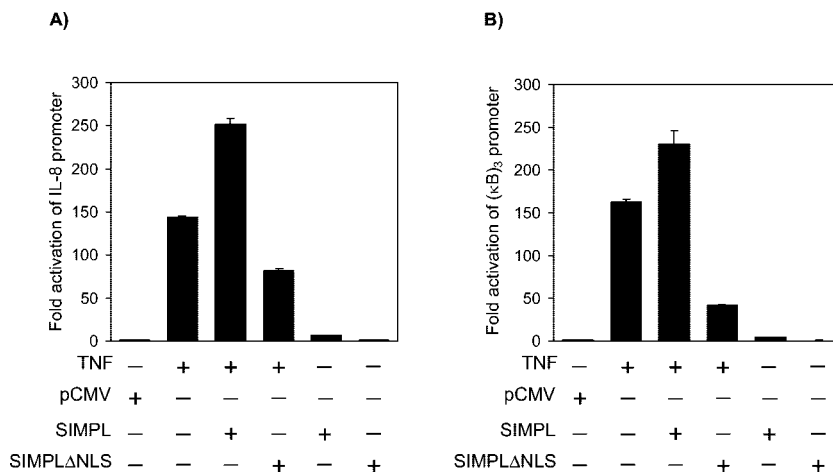 A)
Fold activation of IL-8 promoter
300
250
200
150
100
50
0
TNF – + + + – –
pCMV + – – – – –
SIMPL – – + – + –
SIMPLΔNLS – – – + – +
B)
Fold activation of (κB)₃ promoter
300
250
200
150
100
50
0
TNF – + + + – –
pCMV + – – – – –
SIMPL – – + – + –
SIMPLΔNLS – – – + – +